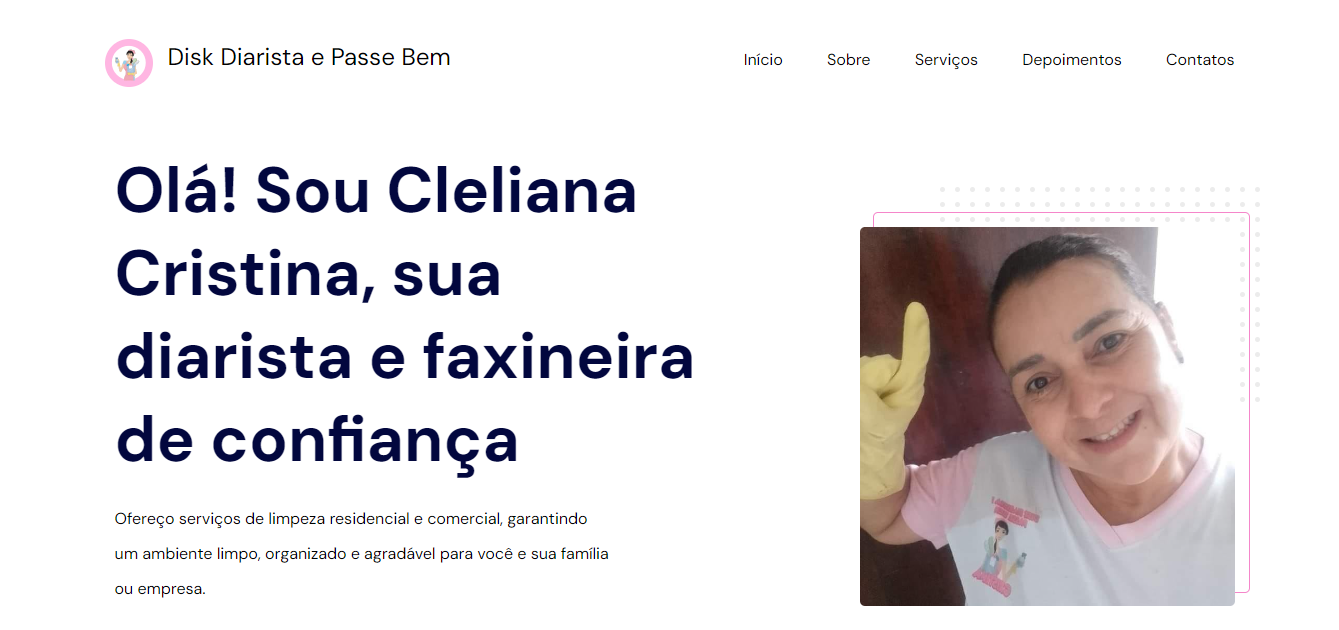 Disk Diarista e Passe Bem
Início Sobre Serviços Depoimentos Contatos
Olá! Sou Cleliana
Cristina, sua
diarista e faxineira
de confiança
Ofereço serviços de limpeza residencial e comercial, garantindo
um ambiente limpo, organizado e agradável para você e sua família
ou empresa.